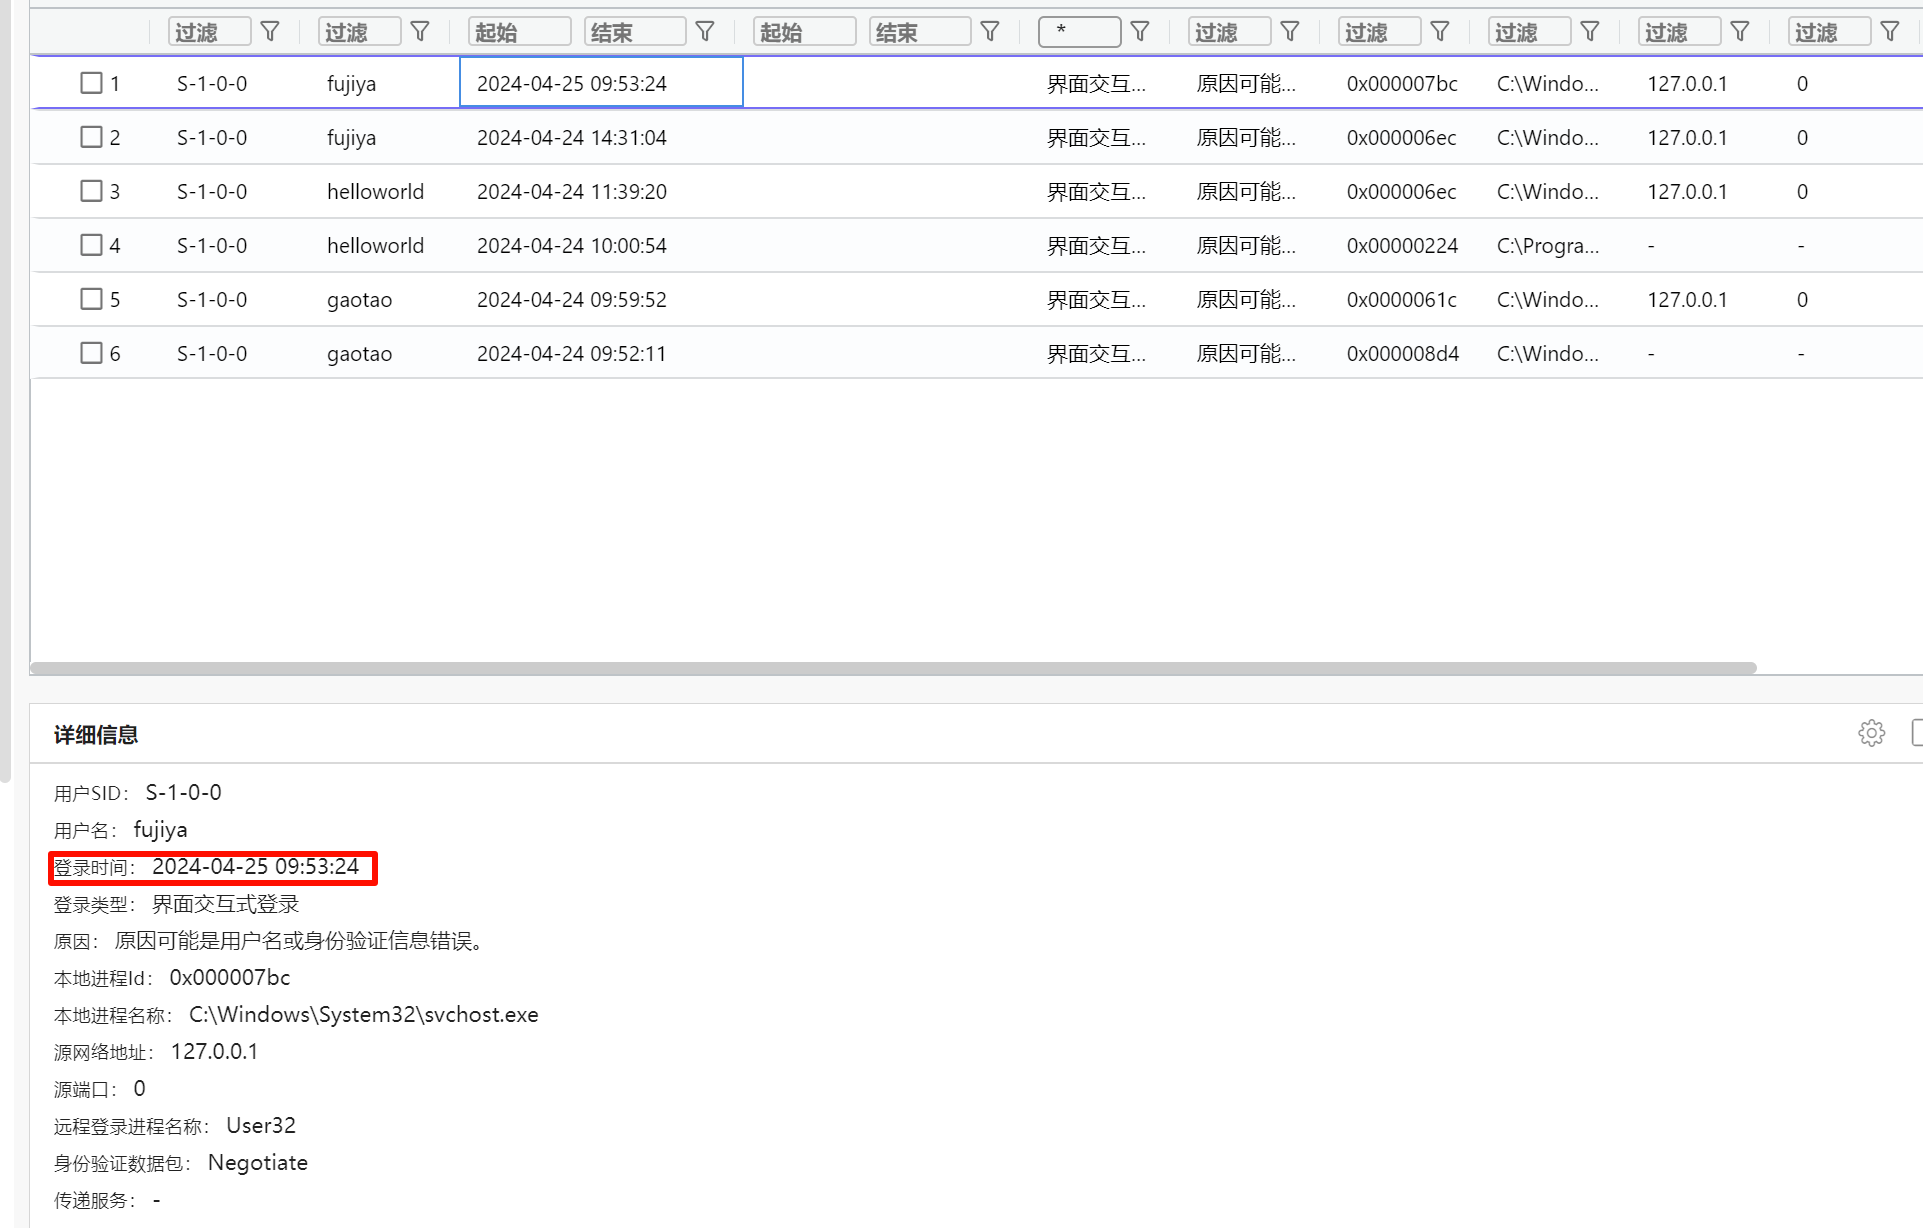 过滤 过滤 起始 结束 起始 结束 * 过滤 过滤 过滤 过滤 过滤
1 S-1-0-0 fujiya 2024-04-25 09:53:24 界面交互... 原因可能... 0x000007bc C:\Windo... 127.0.0.1 0
2 S-1-0-0 fujiya 2024-04-24 14:31:04 界面交互... 原因可能... 0x000006ec C:\Windo... 127.0.0.1 0
3 S-1-0-0 helloworld 2024-04-24 11:39:20 界面交互... 原因可能... 0x000006ec C:\Windo... 127.0.0.1 0
4 S-1-0-0 helloworld 2024-04-24 10:00:54 界面交互... 原因可能... 0x00000224 C:\Progra... - -
5 S-1-0-0 gaotao 2024-04-24 09:59:52 界面交互... 原因可能... 0x0000061c C:\Windo... 127.0.0.1 0
6 S-1-0-0 gaotao 2024-04-24 09:52:11 界面交互... 原因可能... 0x000008d4 C:\Windo... - -
详细信息
用户SID： S-1-0-0
用户名： fujiya
登录时间： 2024-04-25 09:53:24
登录类型： 界面交互式登录
原因： 原因可能是用户名或身份验证信息错误。
本地进程Id： 0x000007bc
本地进程名称： C:\Windows\System32\svchost.exe
源网络地址： 127.0.0.1
源端口： 0
远程登录进程名称： User32
身份验证数据包： Negotiate
传递服务： -